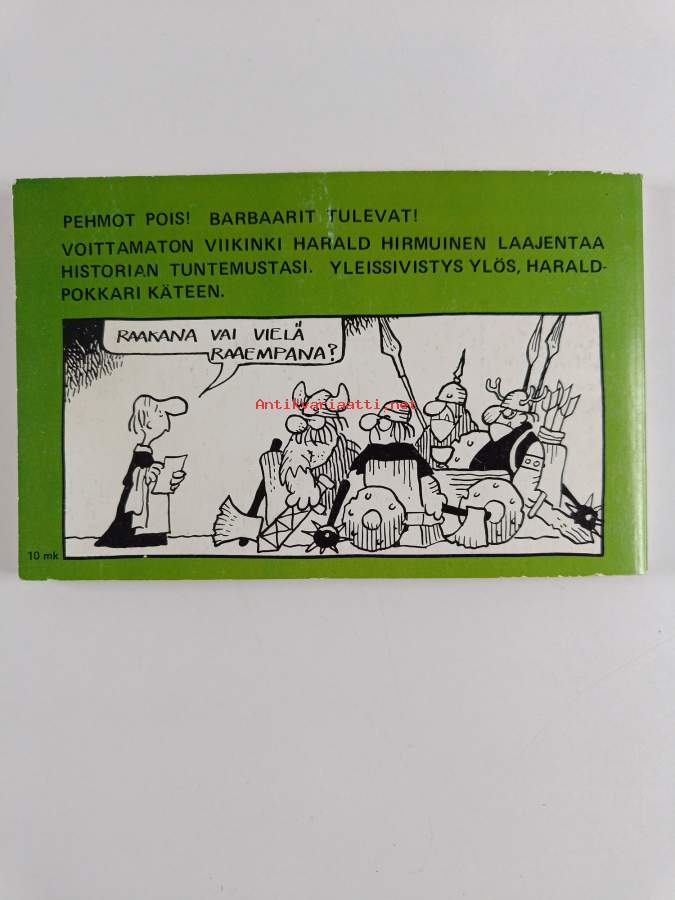 PEHMOT POIS! BARBAARIT TULEVAT!
VOITTAMATON VIIKINKI HARALD HIRMUINEN LAAJENTAA
HISTORIAN TUNTEMUSTASI. YLEISSIVISTYS YLÖS, HARALD-
POKKARI KÄTEEN.
RAAKANA VAI VIELÄ
RAAEMPANA?
Antikvariaatti.net
10 mk